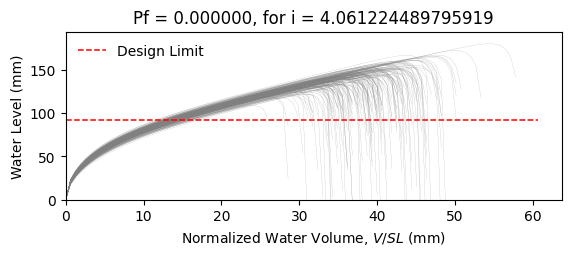 Pf = 0.000000, for i = 4.061224489795919
Design Limit
Water Level (mm)
150
100
50
0
0 10 20 30 40 50 60
Normalized Water Volume, V/SL (mm)